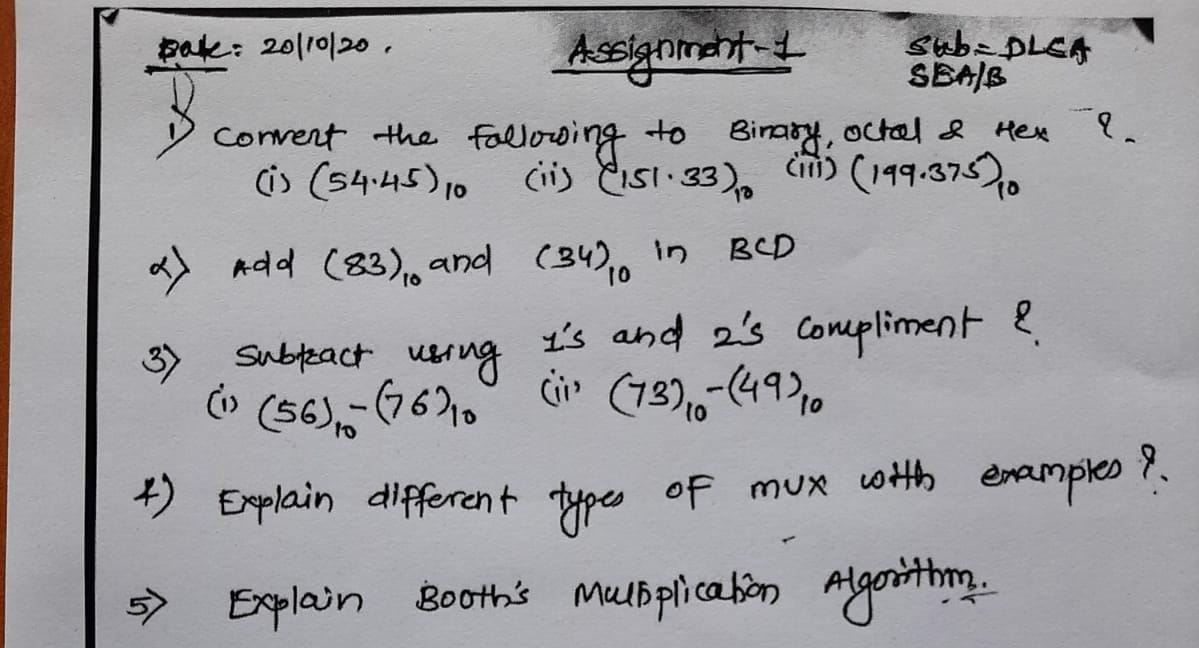 Date: 20/10/20. Assignment-1 Sub= DLCA
SEA/B
1) Convert the following to Binary, octal & Hex ?.
(i) (54.45)10 (ii) (151.33)10 (iii) (199.375)10
2) Add (83)10 and (34)10 in BCD
3) Subtract using 1's and 2's Compliment ?
(i) (56)10-(76)10 (ii) (73)10-(49)10
4) Explain different types of mux with examples ?.
5) Explain Booth's Multiplication Algorithm.